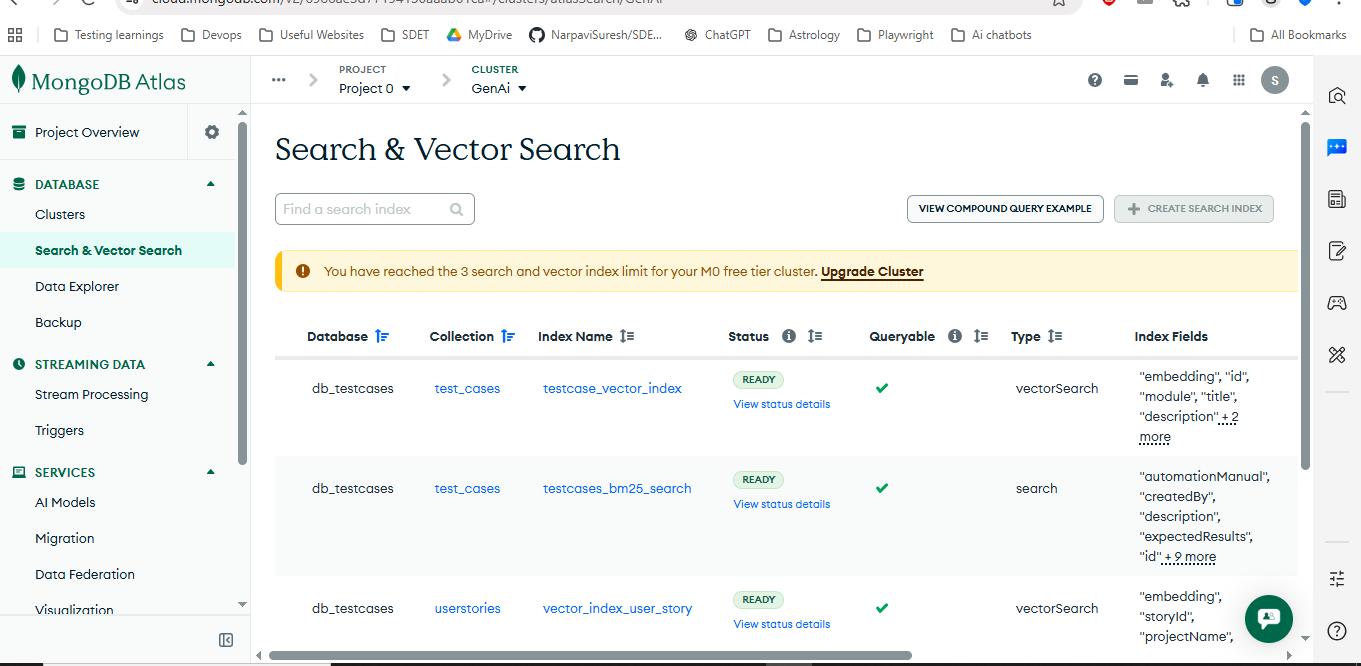 Testing learnings
Devops
Useful Websites
SDET
MyDrive
NarpaviSuresh/SDE...
ChatGPT
Astrology
Playwright
Ai chatbots
All Bookmarks
MongoDB Atlas
PROJECT
Project 0
CLUSTER
GenAi
S
Project Overview
DATABASE
Clusters
Search & Vector Search
Data Explorer
Backup
STREAMING DATA
Stream Processing
Triggers
SERVICES
AI Models
Migration
Data Federation
Visualization
Search & Vector Search
Find a search index
VIEW COMPOUND QUERY EXAMPLE
CREATE SEARCH INDEX
You have reached the 3 search and vector index limit for your M0 free tier cluster. Upgrade Cluster
Database Collection Index Name Status Queryable Type Index Fields
db_testcases test_cases testcase_vector_index READY vectorSearch
View status details
"embedding", "id",
"module", "title",
"description" + 2
more
db_testcases test_cases testcases_bm25_search READY search
View status details
"automationManual",
"createdBy",
"description",
"expectedResults",
"id" + 9 more
db_testcases userstories vector_index_user_story READY vectorSearch
View status details
"embedding",
"storyId",
"projectName",